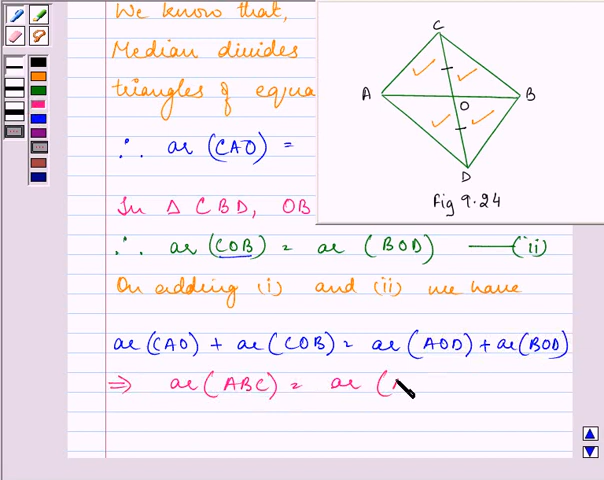 We know that,
Median divides
triangles of equa
∴ ar (CAO) =
In Δ CBD, OB
∴ ar (COB) = ar (BOD) —(ii)
On adding (i) and (ii) we have
ar (CAO) + ar (COB) = ar (AOD) + ar (BOD)
⇒ ar (ABC) = ar (
C
A
B
O
D
Fig 9.24